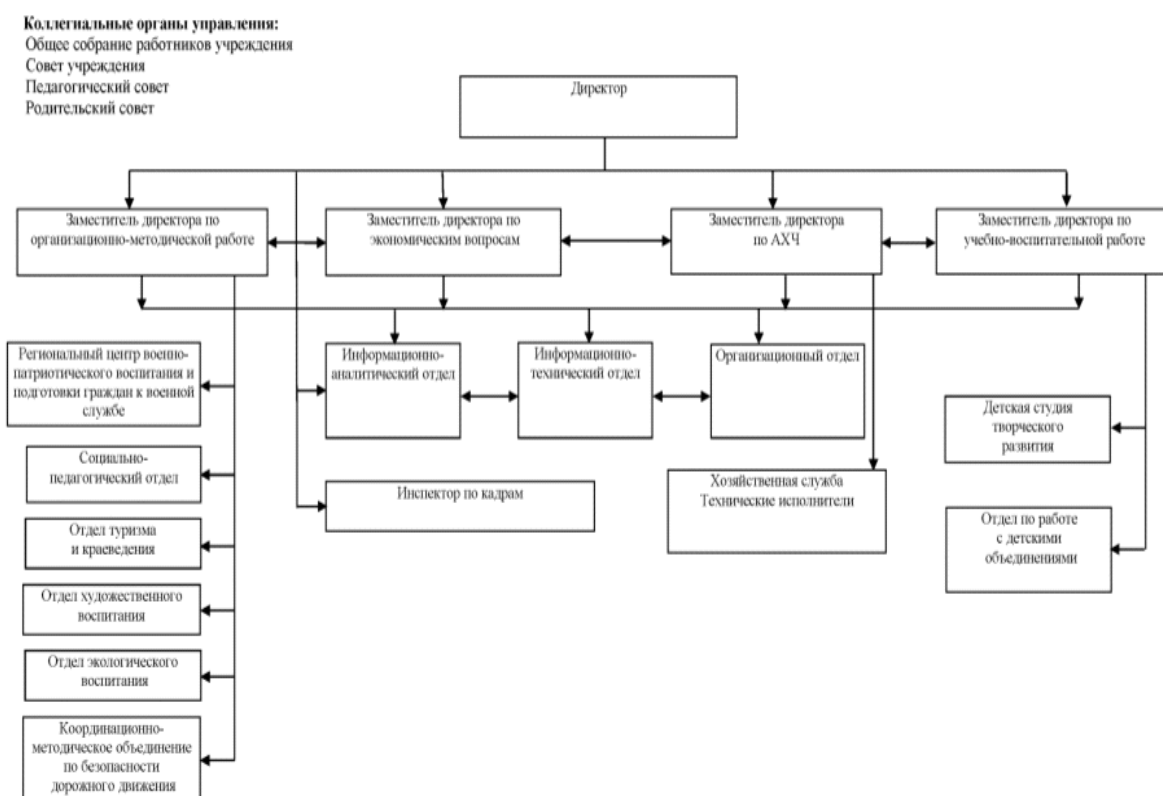 Коллегиальные органы управления:
Общее собрание работников учреждения
Совет учреждения
Педагогический совет
Родительский совет
Директор
Заместитель директора по
организационно-методической работе
Заместитель директора по
экономическим вопросам
Заместитель директора
по АХЧ
Заместитель директора по
учебно-воспитательной работе
Региональный центр военно-
патриотического воспитания и
подготовки граждан к военной
службе
Социально-
педагогический отдел
Отдел туризма
и краеведения
Отдел художественного
воспитания
Отдел экологического
воспитания
Координационно-
методическое объединение
по безопасности
дорожного движения
Информационно-
аналитический отдел
Информационно-
технический отдел
Организационный отдел
Инспектор по кадрам
Хозяйственная служба
Технические исполнители
Детская студия
творческого
развития
Отдел по работе
с детскими
объединениями